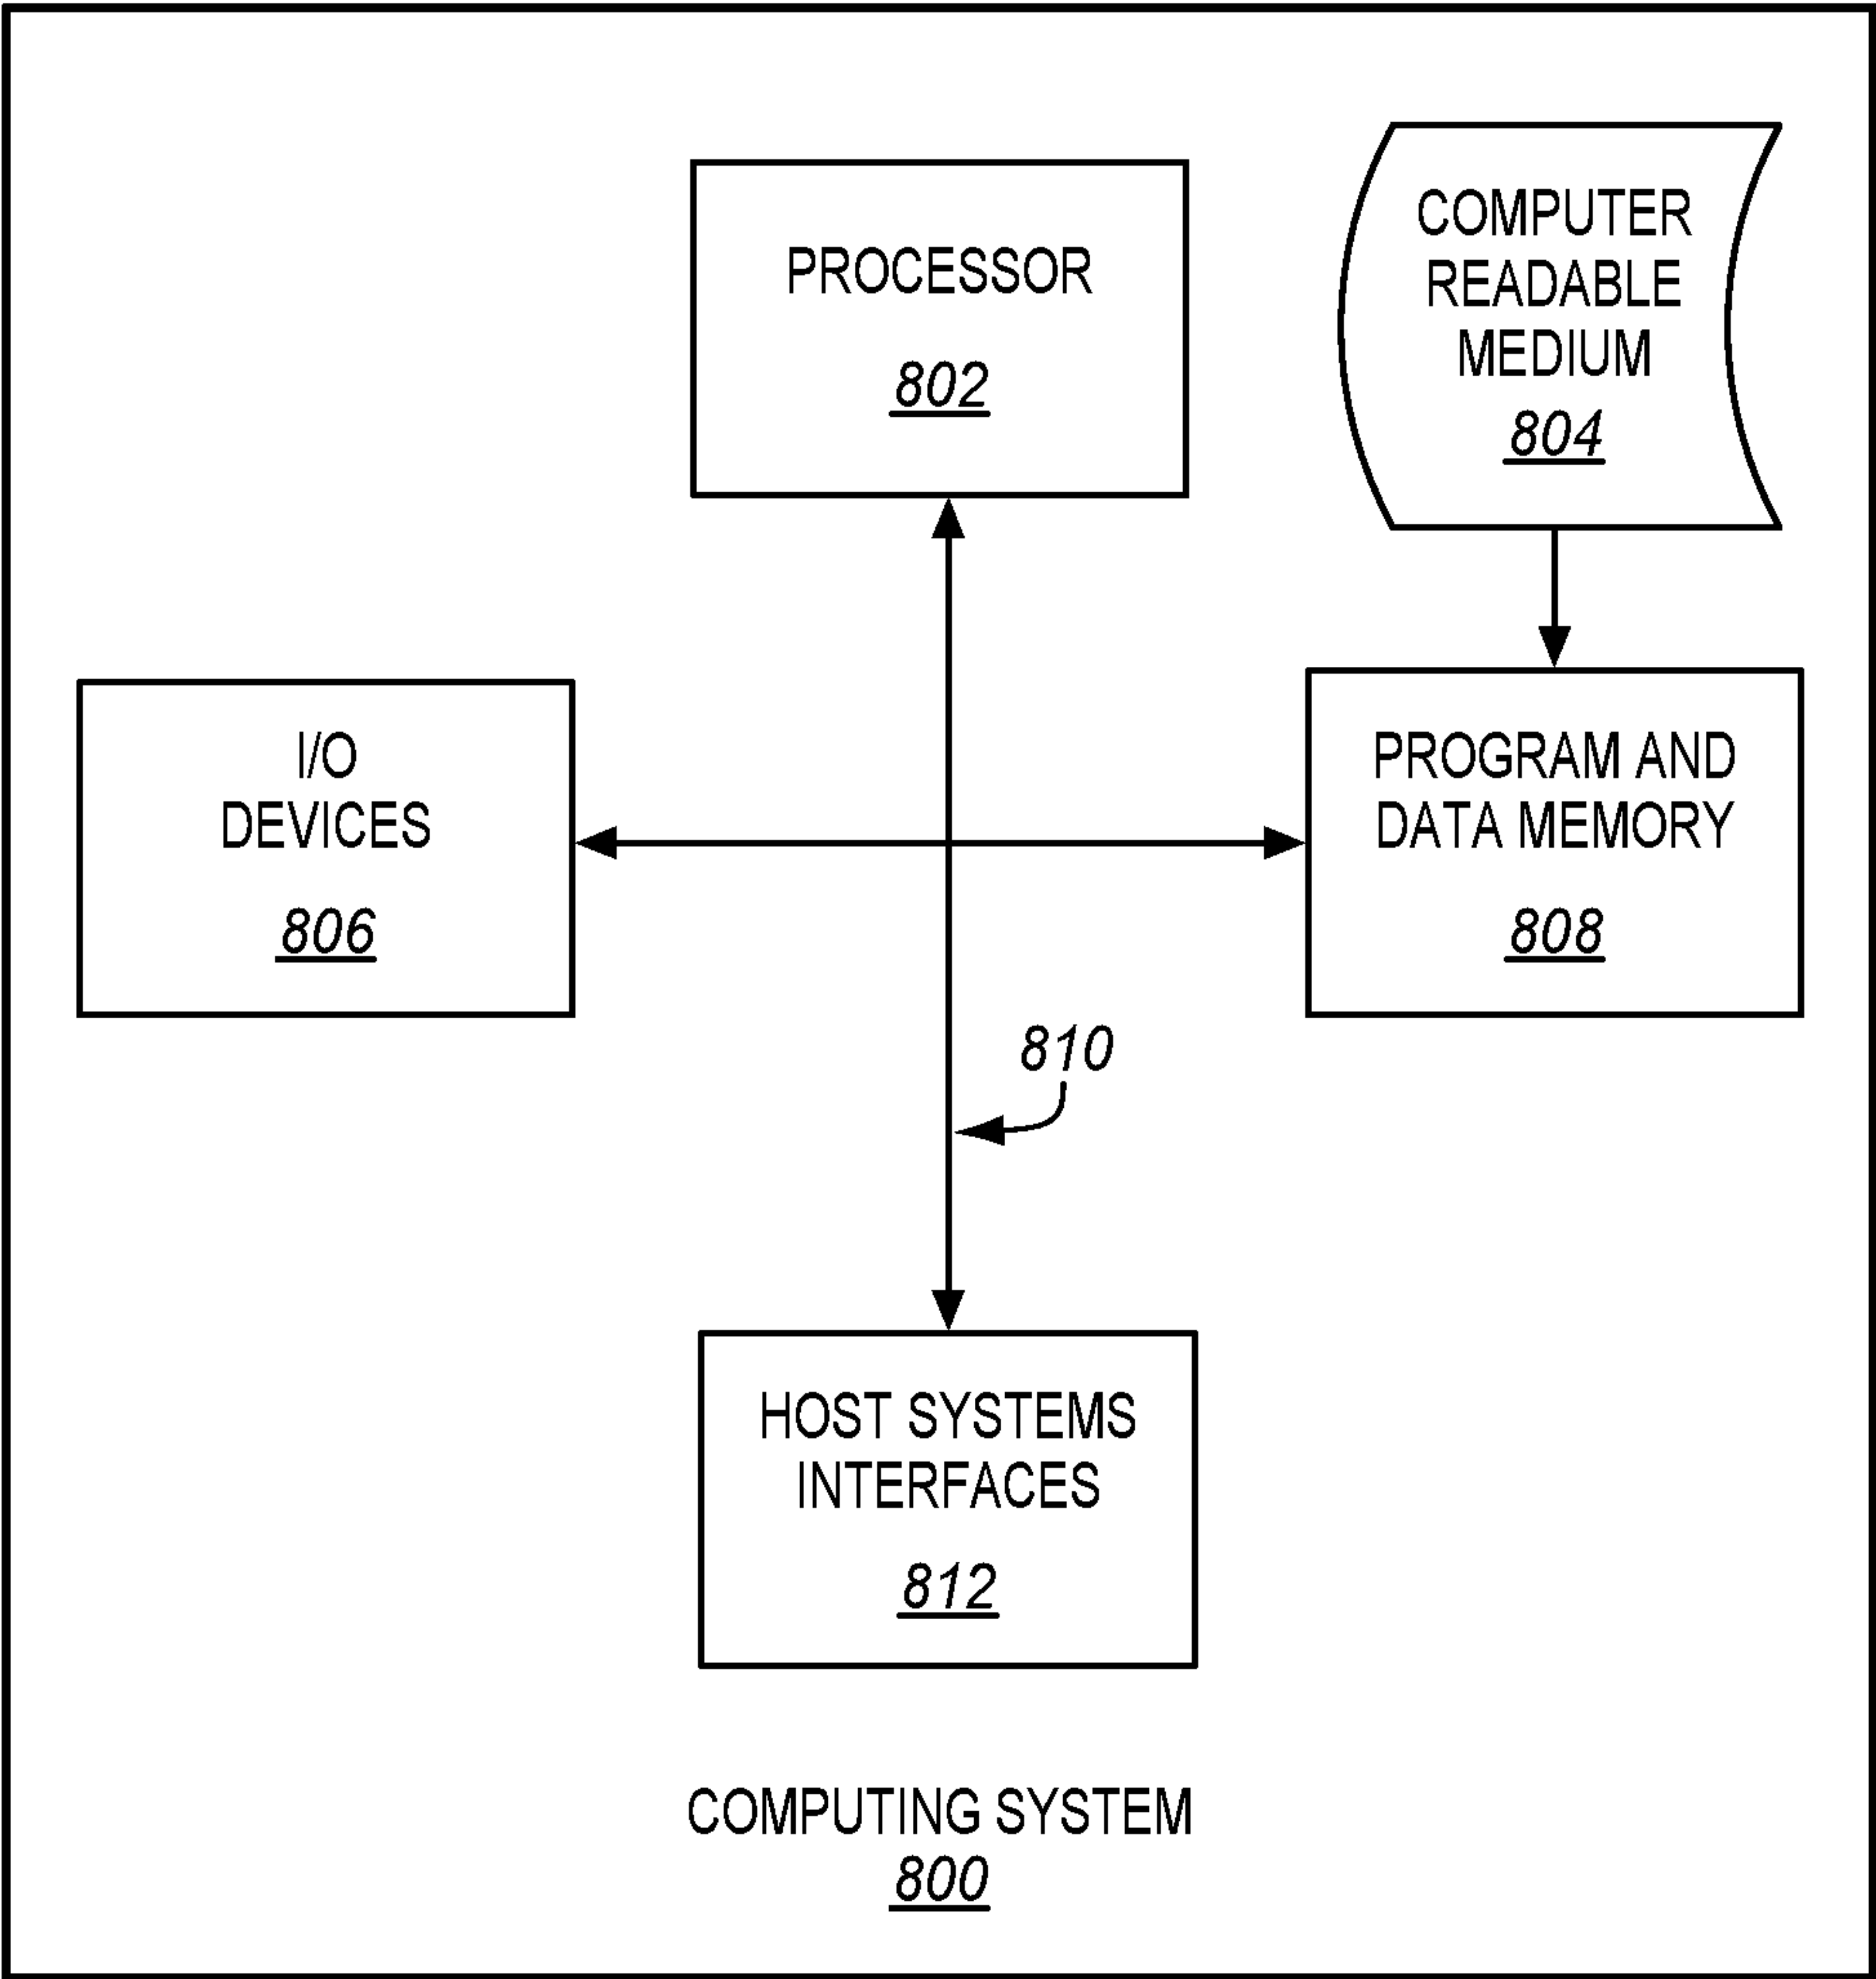 PROCESSOR
802
COMPUTER
READABLE
MEDIUM
804
I/O
DEVICES
806
PROGRAM AND
DATA MEMORY
808
810
HOST SYSTEMS
INTERFACES
812
COMPUTING SYSTEM
800